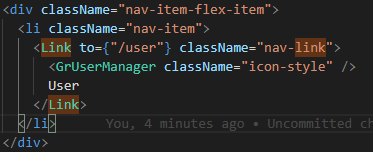 <div className="nav-item-flex-item">
<li className="nav-item">
<Link to={"/user"} className="nav-link">
<GrUserManager className="icon-style" />
User
</Link>
</li> You, 4 minutes ago • Uncommitted ch
</div>